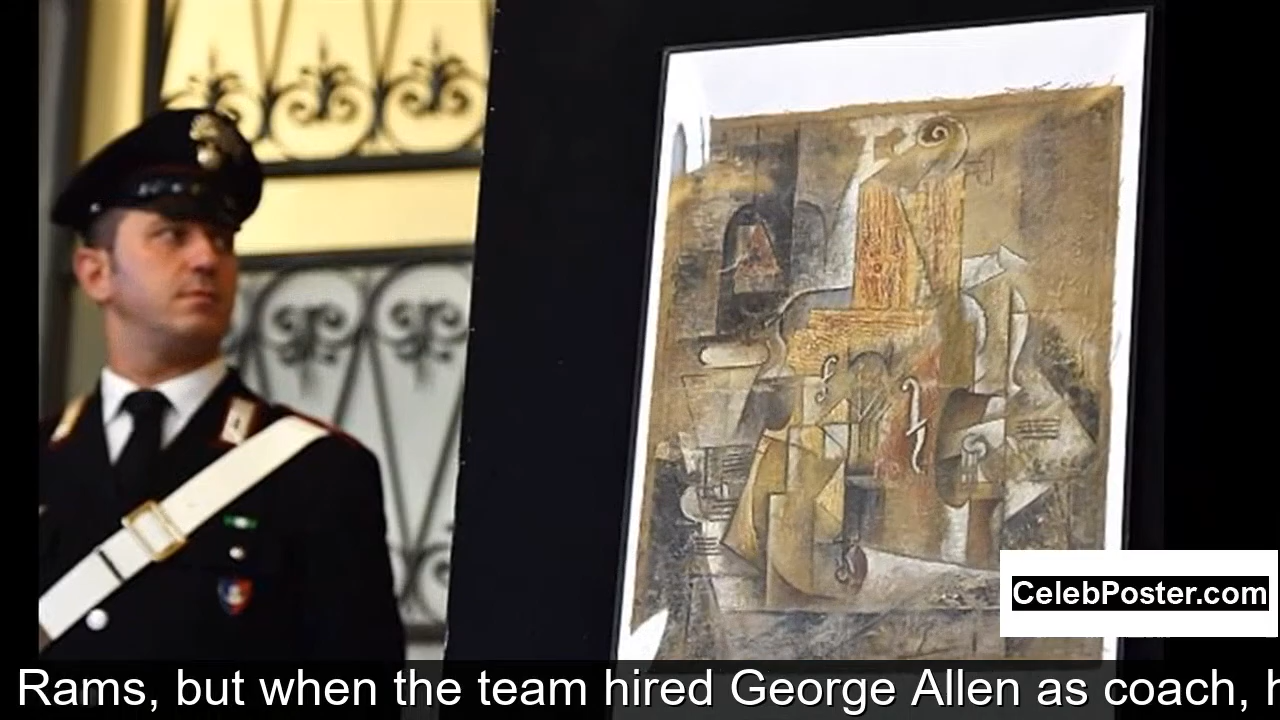 CelebPoster.com
Rams, but when the team hired George Allen as coach, h